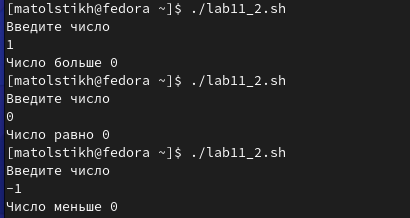 [matolstikh@fedora ~]$ ./lab11_2.sh
Введите число
1
Число больше 0
[matolstikh@fedora ~]$ ./lab11_2.sh
Введите число
0
Число равно 0
[matolstikh@fedora ~]$ ./lab11_2.sh
Введите число
-1
Число меньше 0